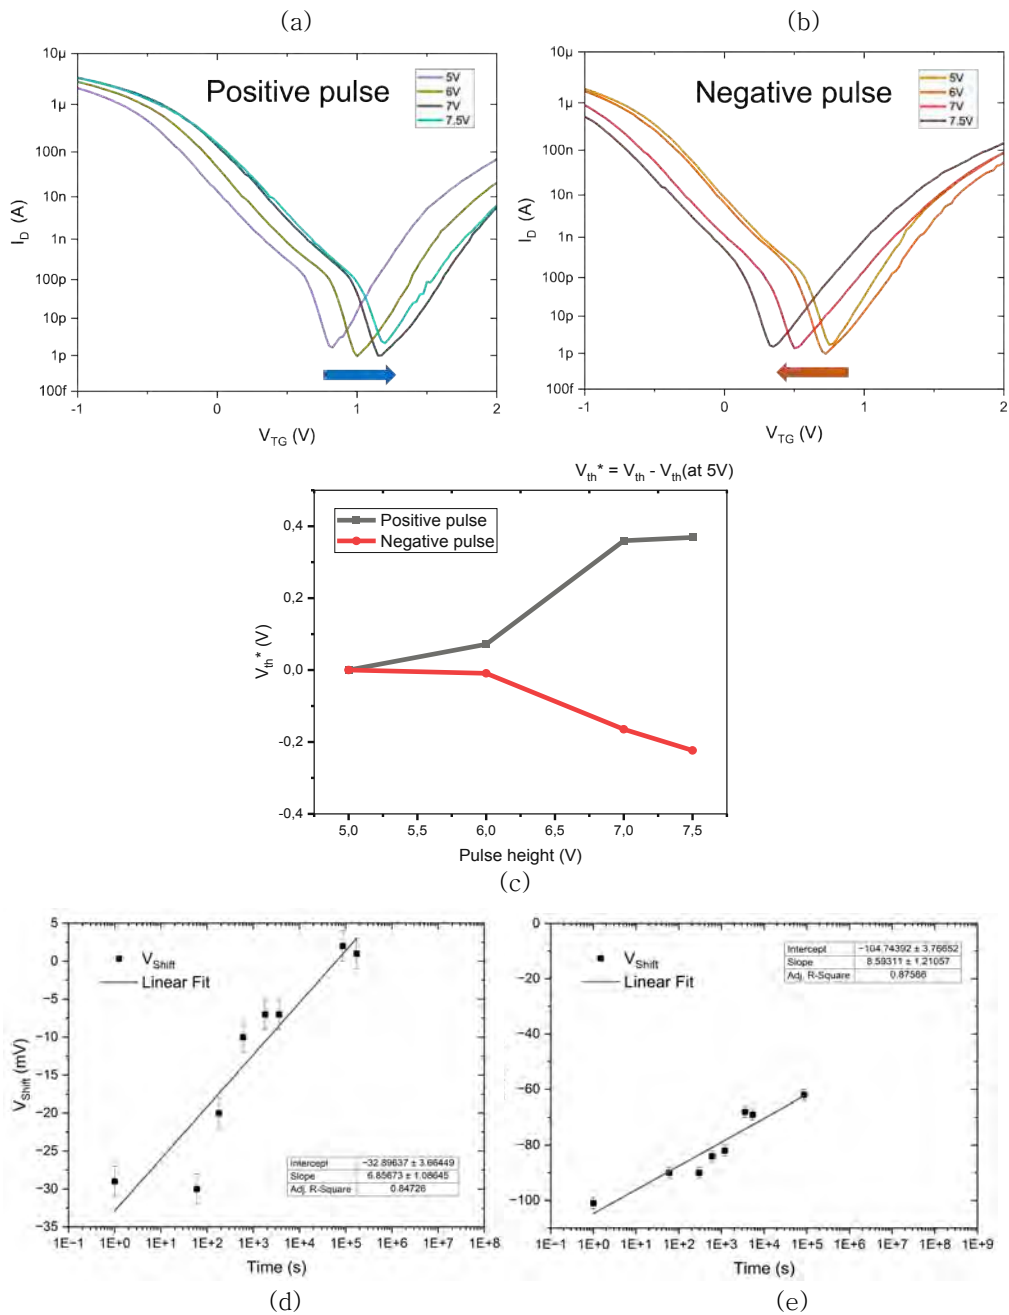 (a)
(b)
10μ
1μ
100n
10n
1n
100p
10p
1p
100f
I_D (A)
Positive pulse
5V
6V
7V
7.5V
-1
0
1
2
V_TG (V)
10μ
1μ
100n
10n
1n
100p
10p
1p
100f
I_D (A)
Negative pulse
5V
6V
7V
7.5V
-1
0
1
2
V_TG (V)
V_th* = V_th - V_th(at 5V)
Positive pulse
Negative pulse
0,4
0,2
0,0
-0,2
-0,4
V_th* (V)
5,0
5,5
6,0
6,5
7,0
7,5
Pulse height (V)
(c)
5
0
−5
−10
−15
−20
−25
−30
−35
V_Shift (mV)
V_Shift
Linear Fit
Intercept −32.89637 ± 3.66449
Slope 6.85673 ± 1.08645
Adj. R-Square 0.84726
1E−1
1E+0
1E+1
1E+2
1E+3
1E+4
1E+5
1E+6
1E+7
1E+8
Time (s)
0
−20
−40
−60
−80
−100
V_Shift
Linear Fit
Intercept −104.74392 ± 3.76652
Slope 8.59311 ± 1.21057
Adj. R-Square 0.87566
1E−1
1E+0
1E+1
1E+2
1E+3
1E+4
1E+5
1E+6
1E+7
1E+8
1E+9
Time (s)
(d)
(e)